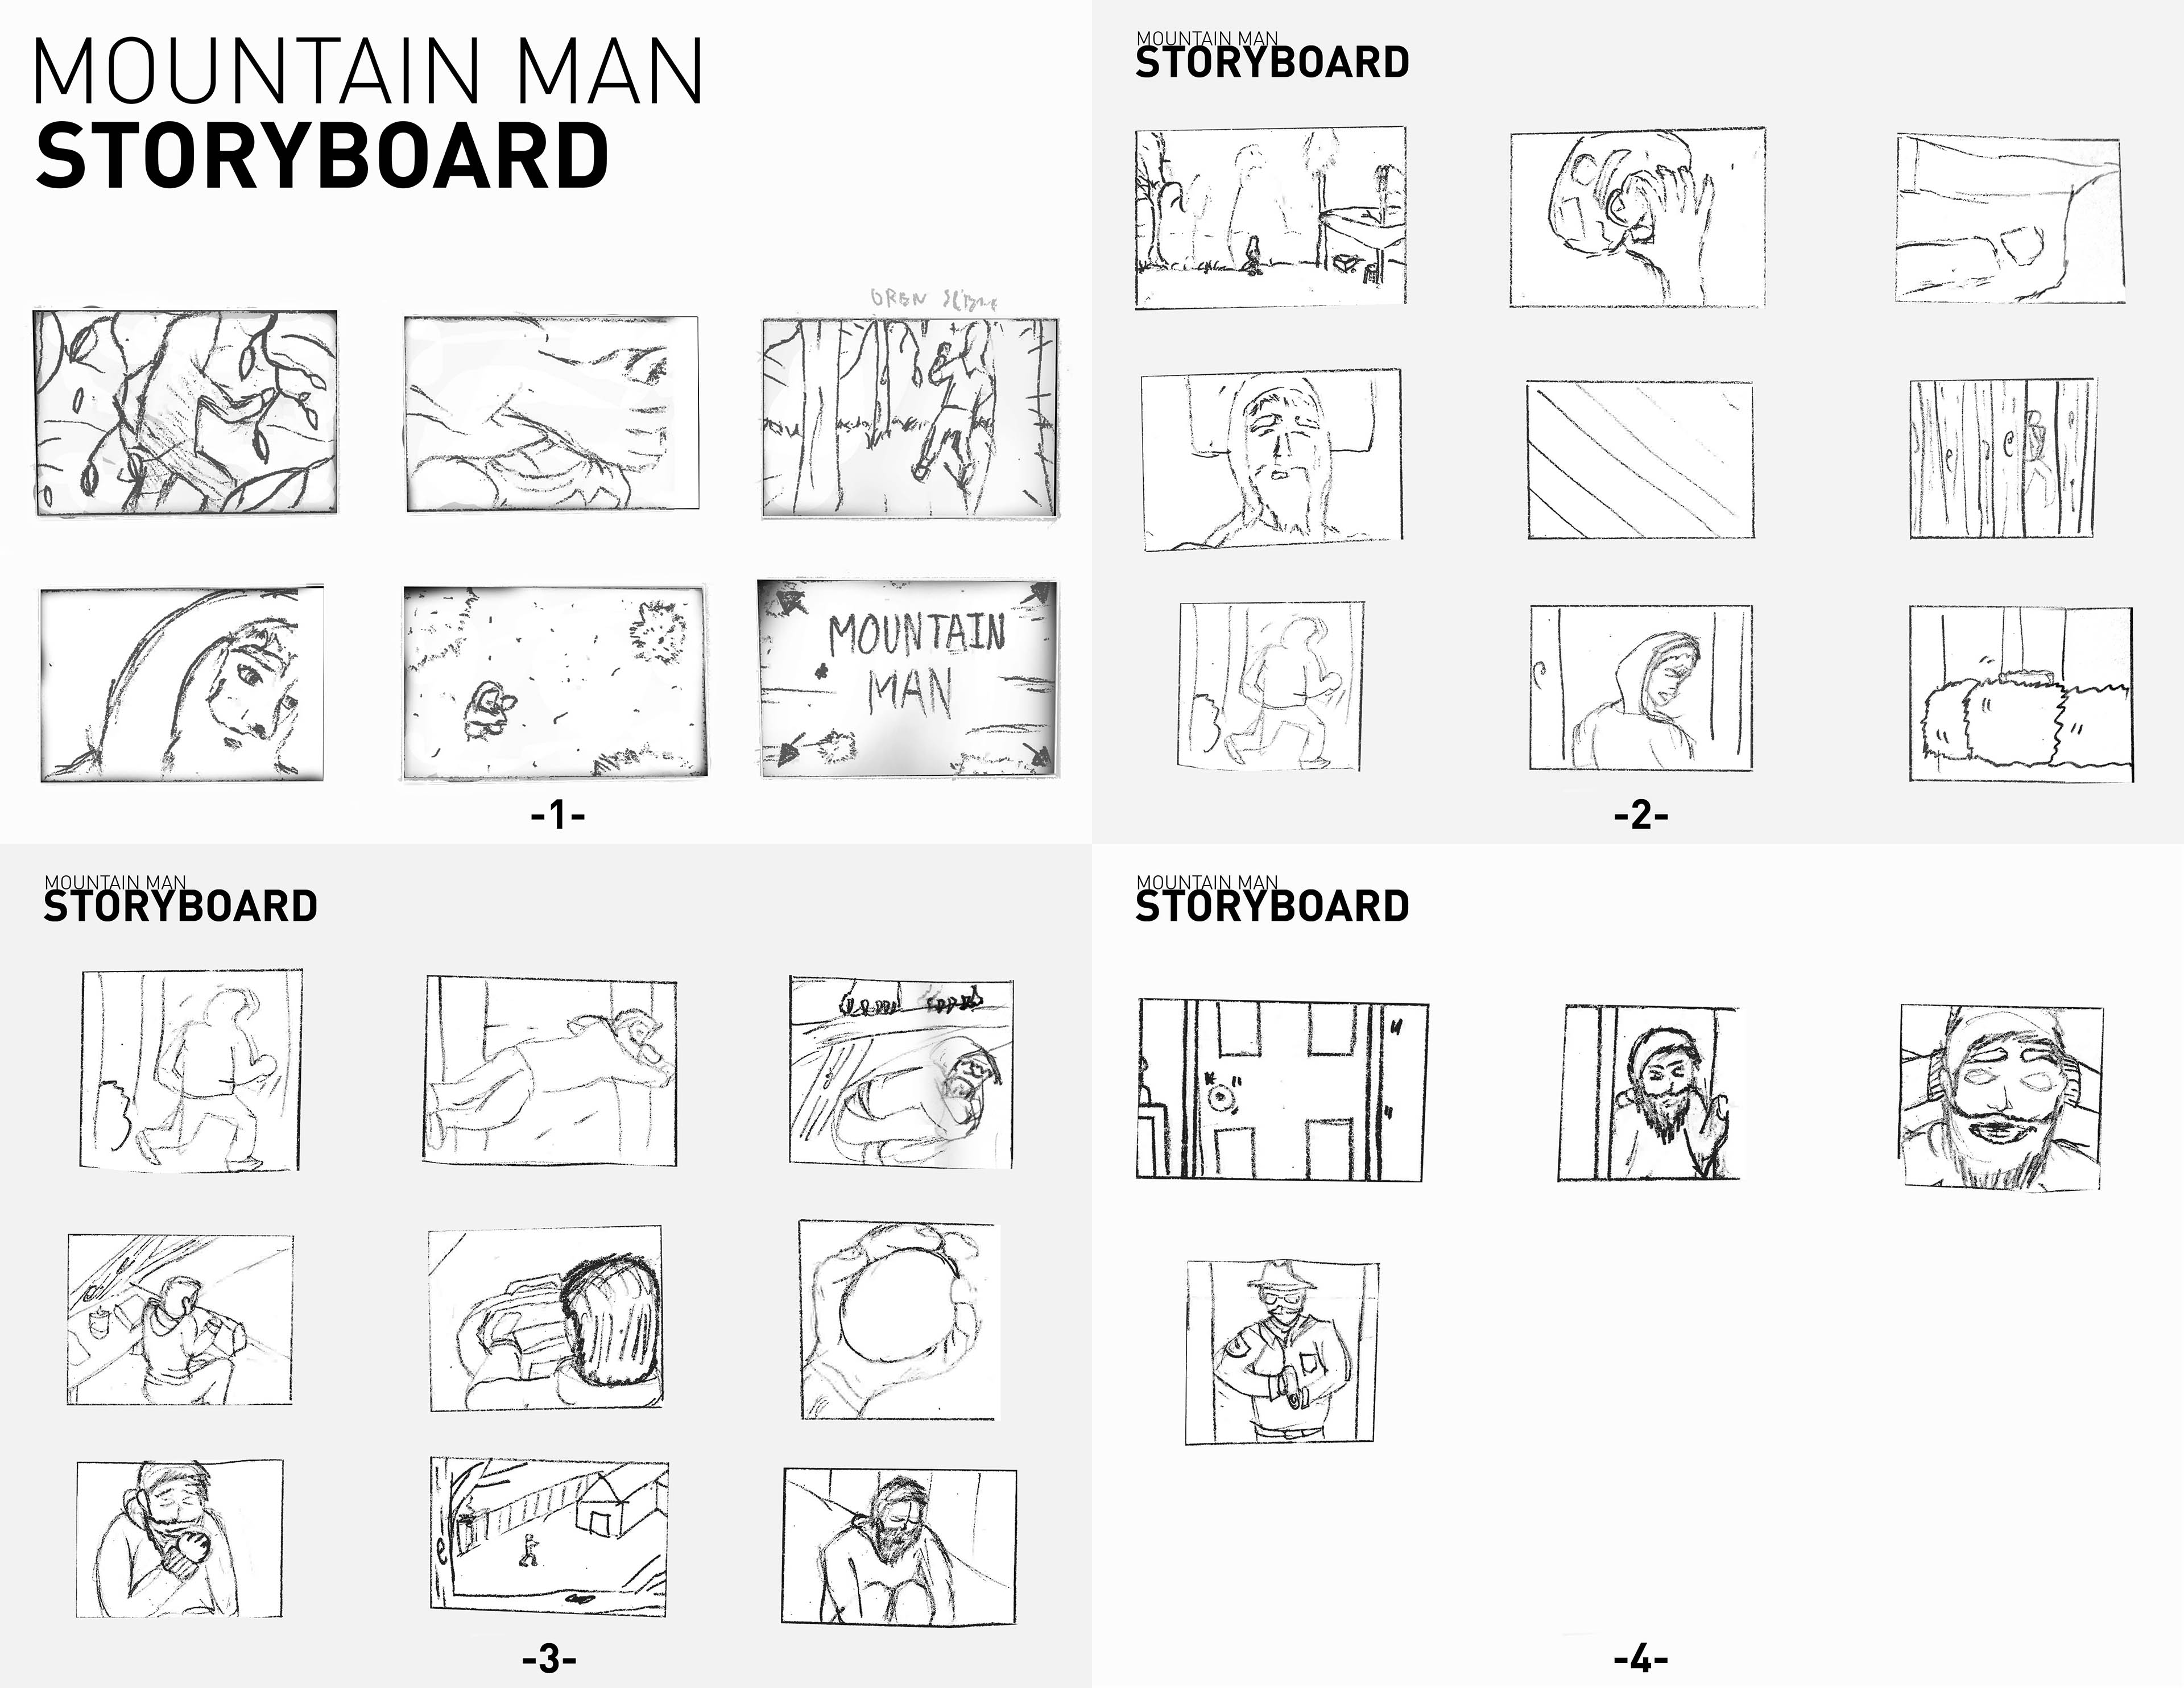 MOUNTAIN MAN
STORYBOARD
MOUNTAIN
MAN
-1-
MOUNTAIN MAN
STORYBOARD
-2-
MOUNTAIN MAN
STORYBOARD
-3-
MOUNTAIN MAN
STORYBOARD
-4-